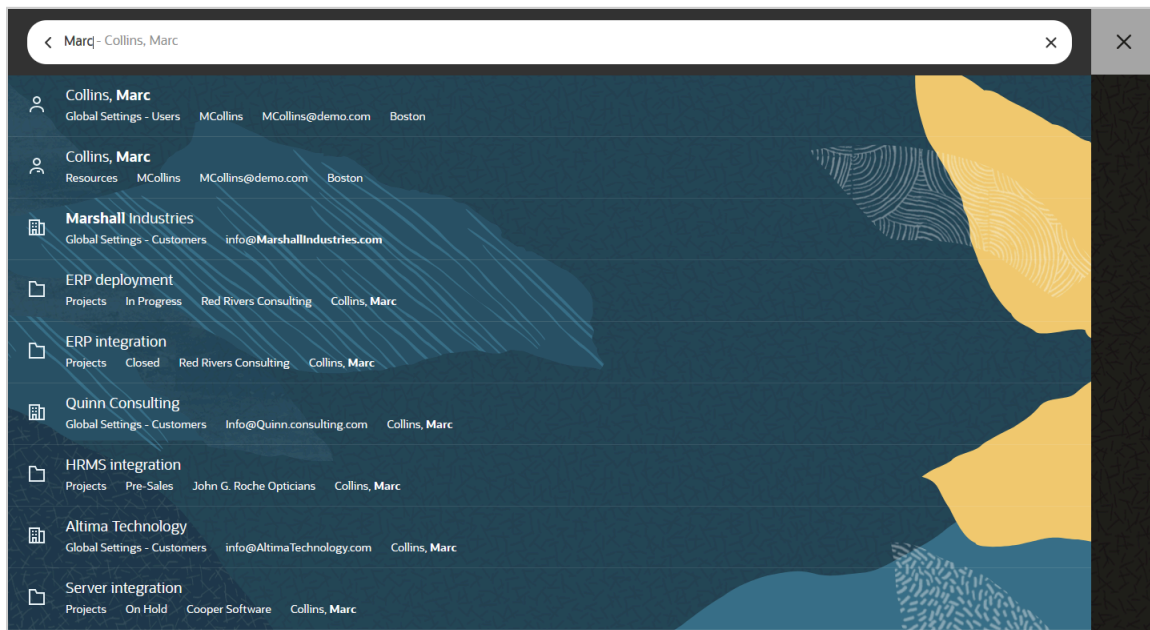 Marc - Collins, Marc
Collins, Marc
Global Settings - Users MCollins MCollins@demo.com Boston
Collins, Marc
Resources MCollins MCollins@demo.com Boston
Marshall Industries
Global Settings - Customers info@MarshallIndustries.com
ERP deployment
Projects In Progress Red Rivers Consulting Collins, Marc
ERP integration
Projects Closed Red Rivers Consulting Collins, Marc
Quinn Consulting
Global Settings - Customers Info@Quinn.consulting.com Collins, Marc
HRMS integration
Projects Pre-Sales John G. Roche Opticians Collins, Marc
Altima Technology
Global Settings - Customers info@AltimaTechnology.com Collins, Marc
Server integration
Projects On Hold Cooper Software Collins, Marc